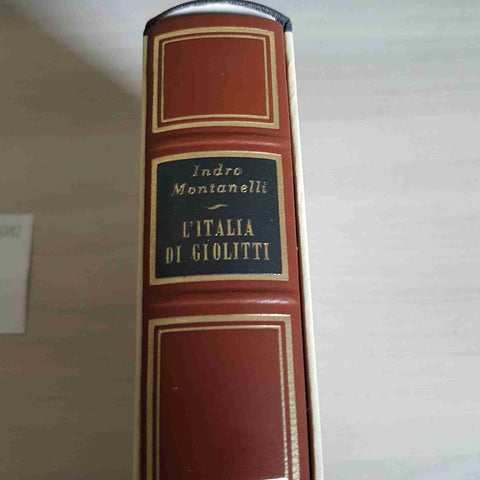 Indro
Montanelli
L'ITALIA
DI GIOLITTI